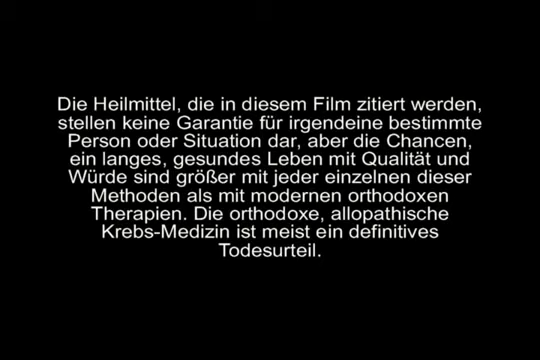 Die Heilmittel, die in diesem Film zitiert werden,
stellen keine Garantie für irgendeine bestimmte
Person oder Situation dar, aber die Chancen,
ein langes, gesundes Leben mit Qualität und
Würde sind größer mit jeder einzelnen dieser
Methoden als mit modernen orthodoxen
Therapien. Die orthodoxe, allopathische
Krebs-Medizin ist meist ein definitives
Todesurteil.